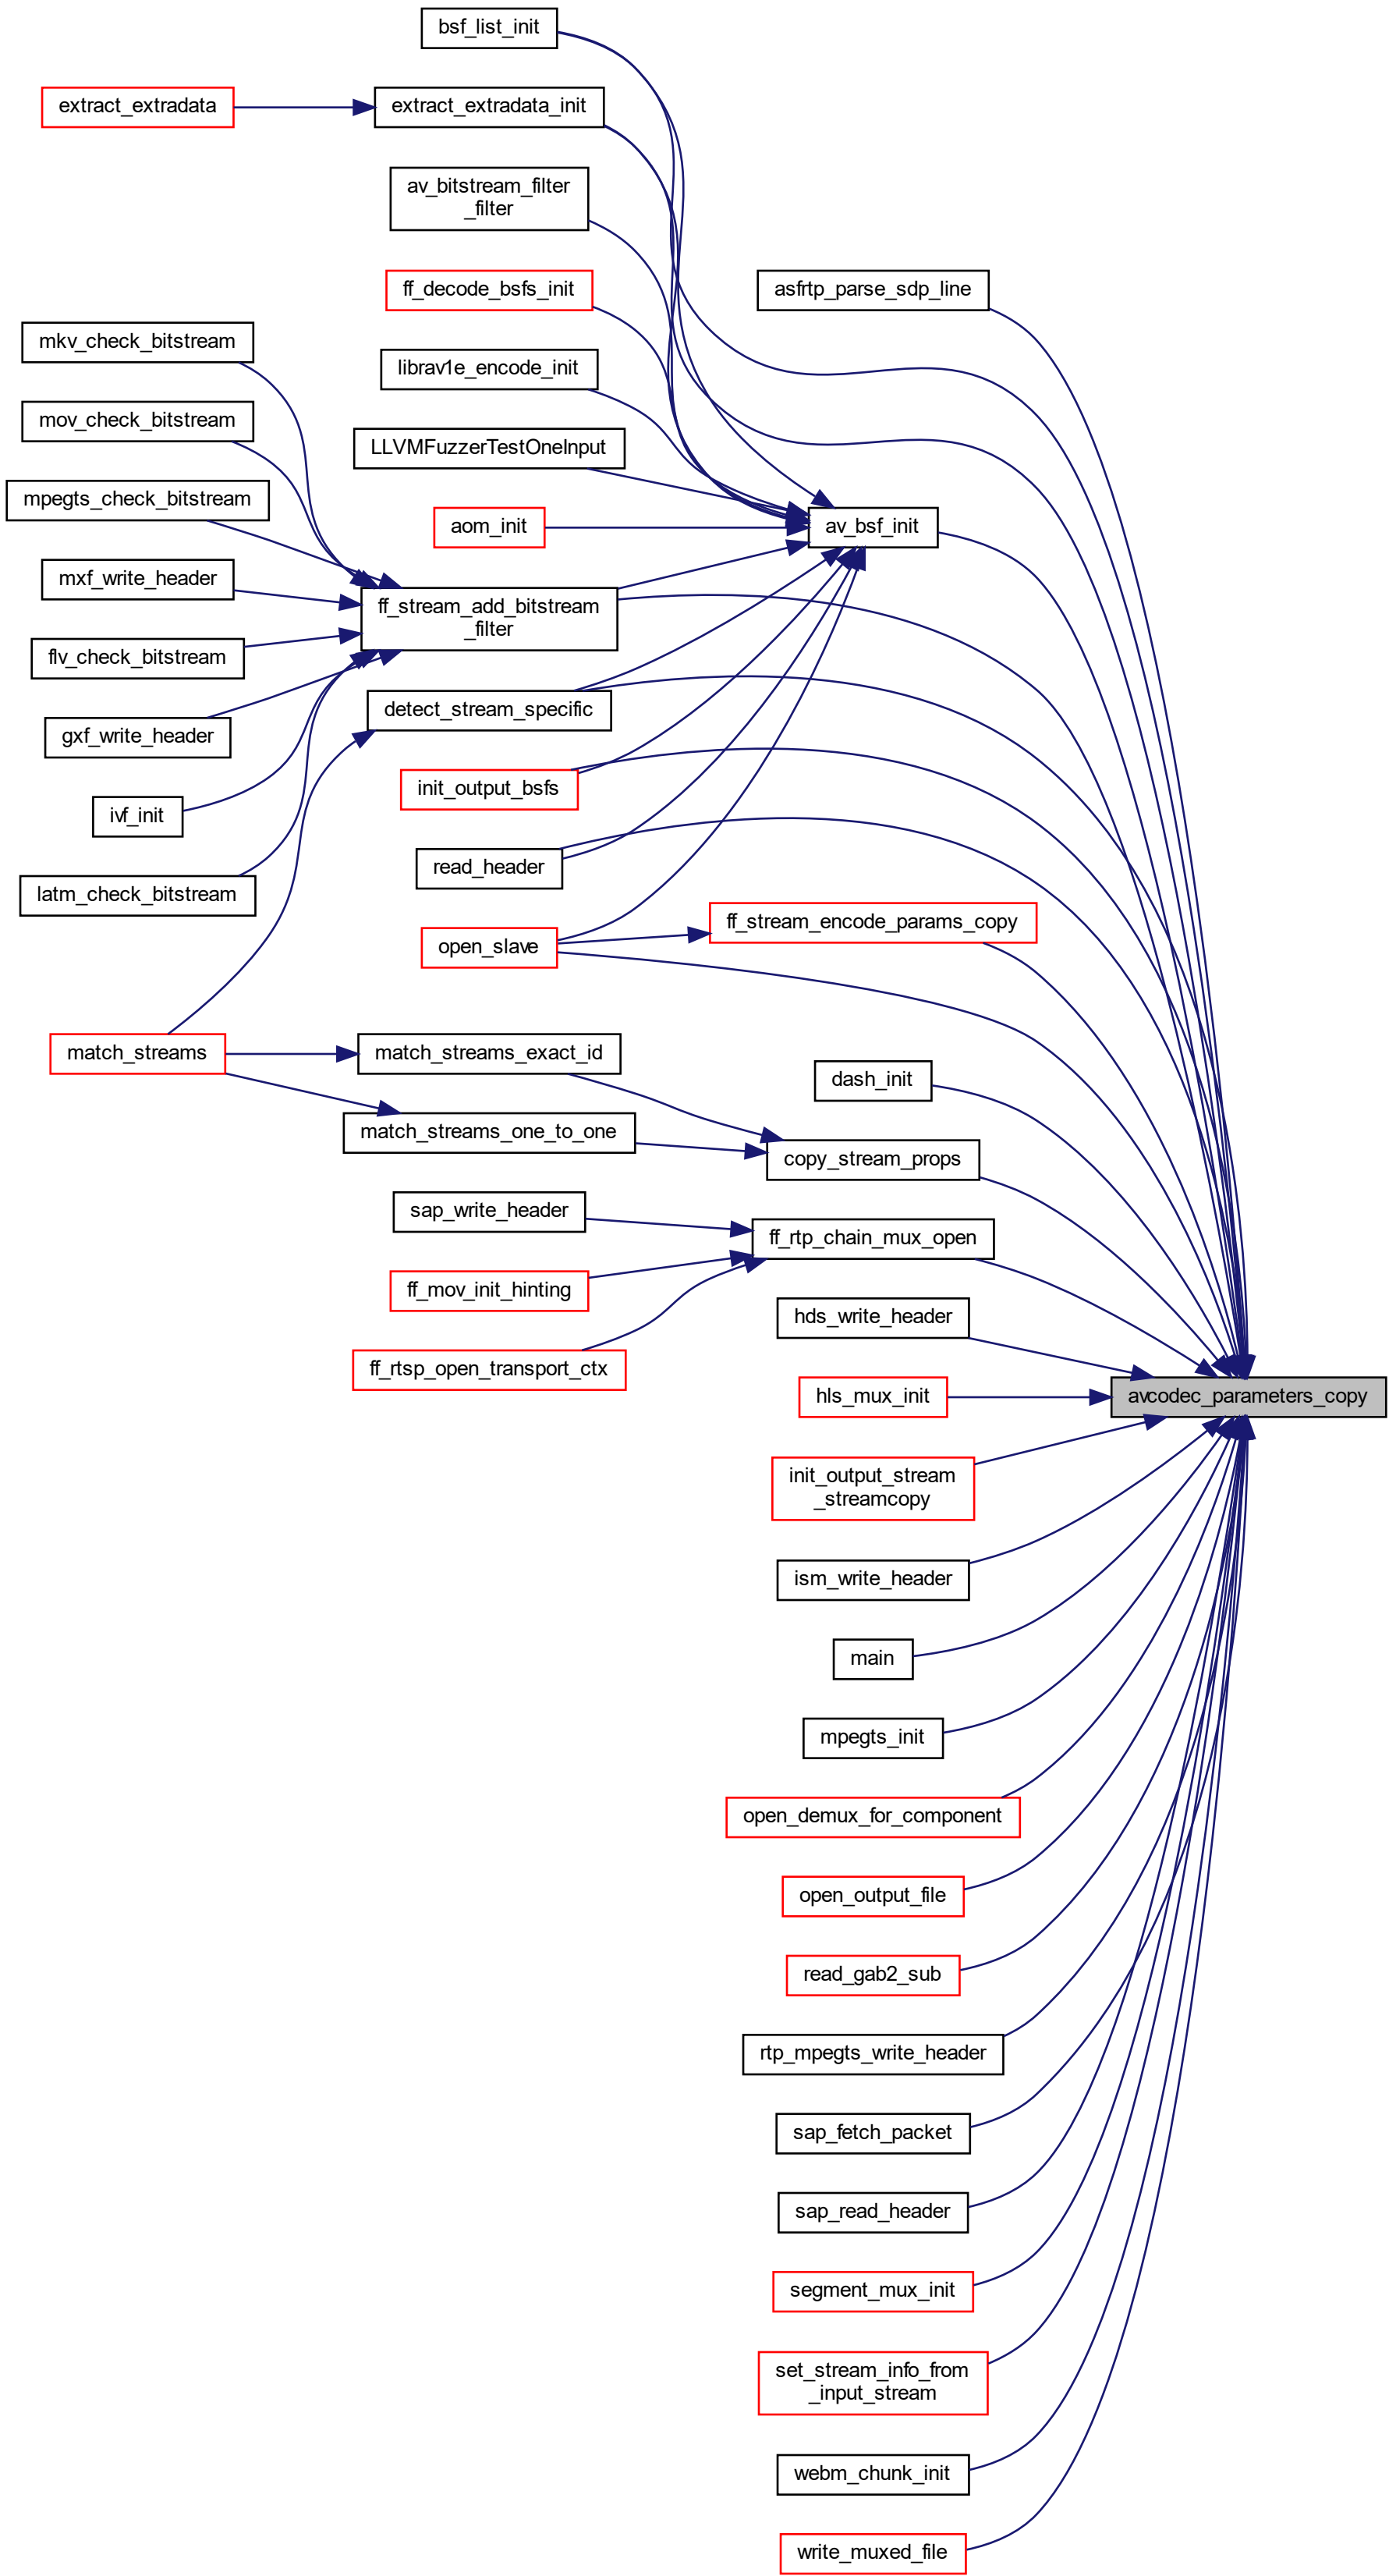 bsf_list_init
extract_extradata
extract_extradata_init
av_bitstream_filter
_filter
ff_decode_bsfs_init
asfrtp_parse_sdp_line
mkv_check_bitstream
librav1e_encode_init
mov_check_bitstream
LLVMFuzzerTestOneInput
mpegts_check_bitstream
aom_init
av_bsf_init
mxf_write_header
ff_stream_add_bitstream
_filter
flv_check_bitstream
detect_stream_specific
gxf_write_header
init_output_bsfs
ivf_init
read_header
latm_check_bitstream
ff_stream_encode_params_copy
open_slave
match_streams
match_streams_exact_id
dash_init
match_streams_one_to_one
copy_stream_props
sap_write_header
ff_rtp_chain_mux_open
ff_mov_init_hinting
hds_write_header
ff_rtsp_open_transport_ctx
hls_mux_init
avcodec_parameters_copy
init_output_stream
_streamcopy
ism_write_header
main
mpegts_init
open_demux_for_component
open_output_file
read_gab2_sub
rtp_mpegts_write_header
sap_fetch_packet
sap_read_header
segment_mux_init
set_stream_info_from
_input_stream
webm_chunk_init
write_muxed_file